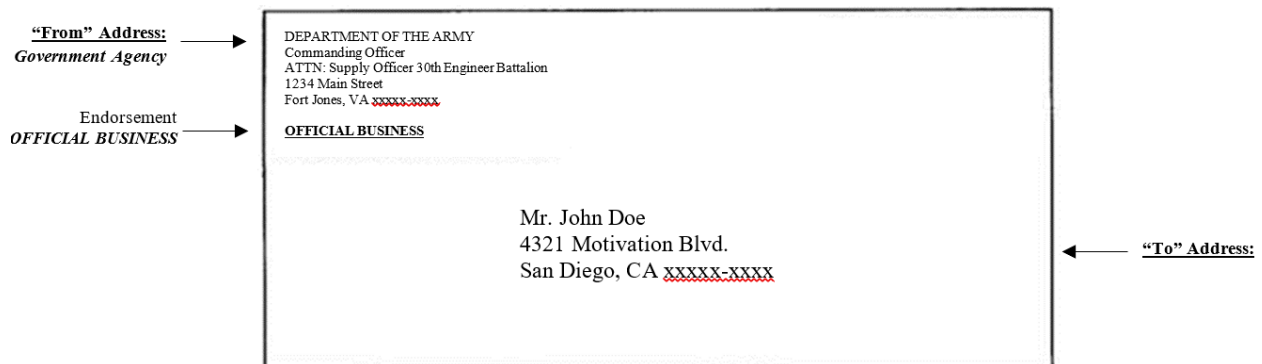 “From” Address:
Government Agency
Endorsement
OFFICIAL BUSINESS
DEPARTMENT OF THE ARMY
Commanding Officer
ATTN: Supply Officer 30th Engineer Battalion
1234 Main Street
Fort Jones, VA xxxxx-xxxx
OFFICIAL BUSINESS
Mr. John Doe
4321 Motivation Blvd.
San Diego, CA xxxxx-xxxx
“To” Address: